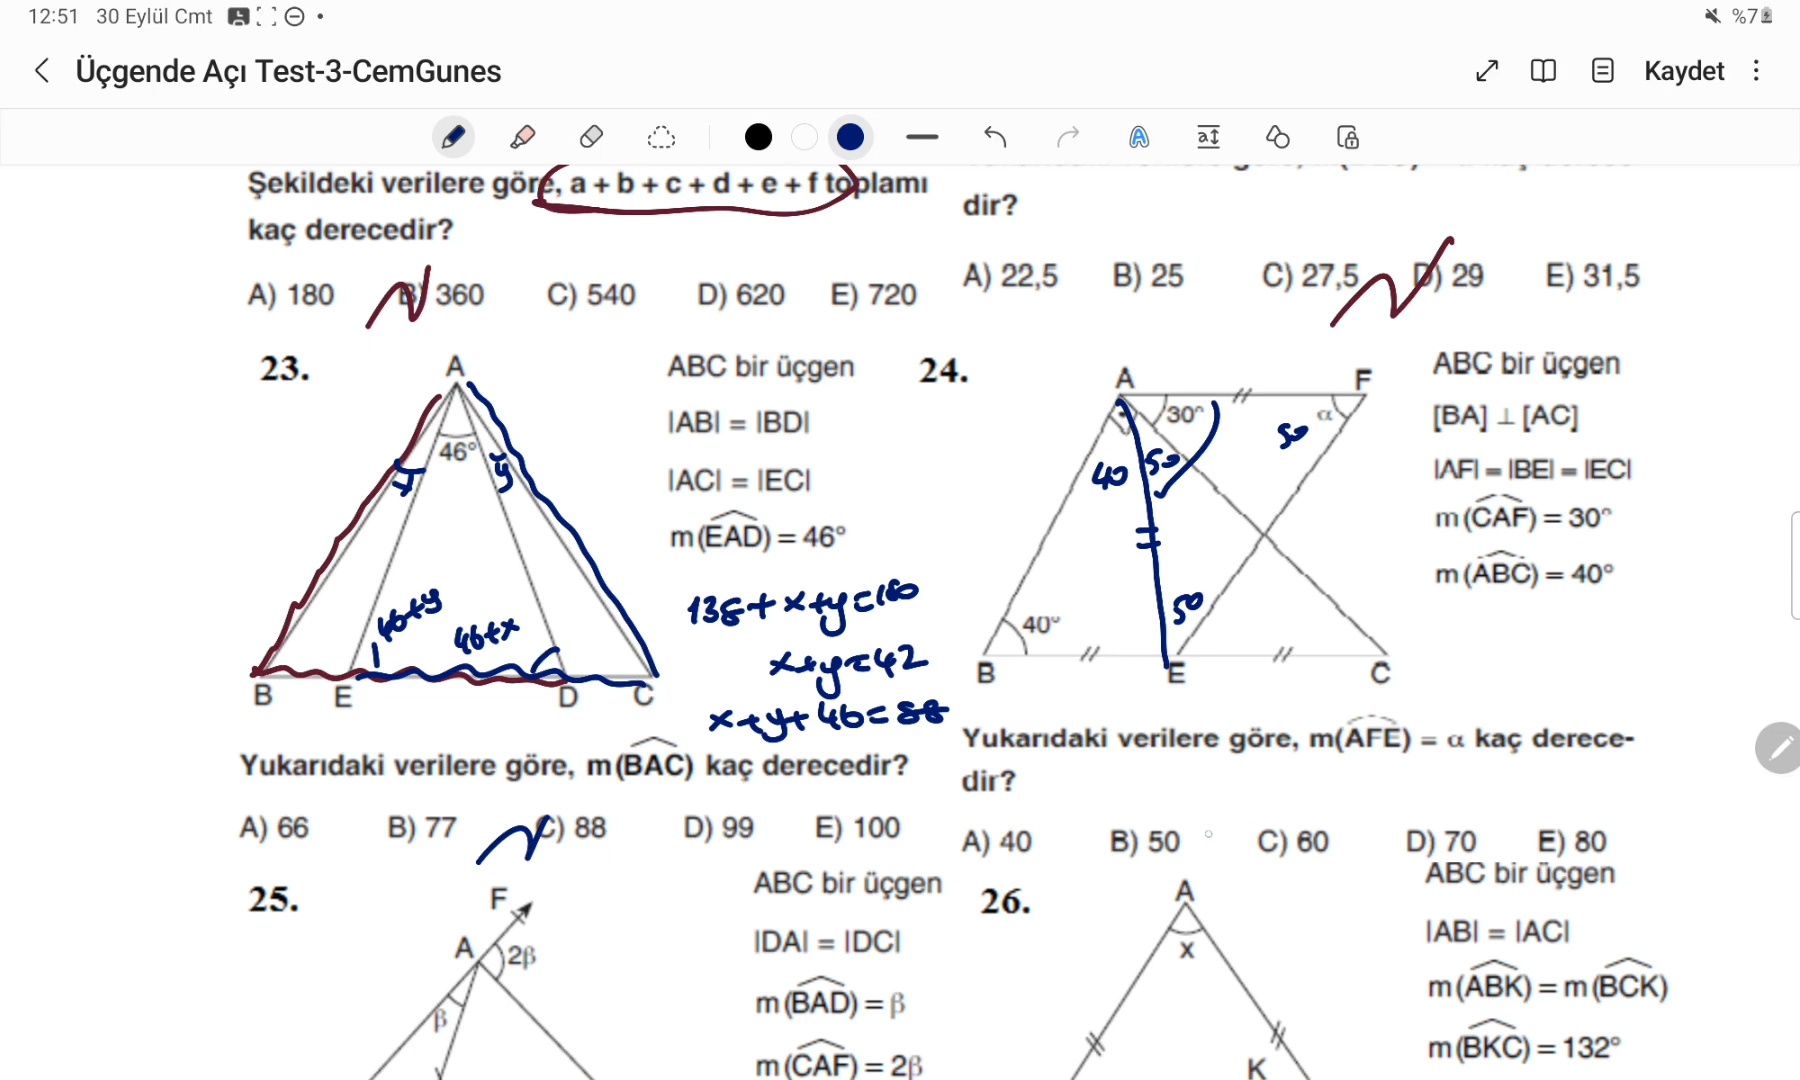 12:51 30 Eylül Cmt
%7
Üçgende Açı Test-3-CemGunes
Kaydet
Şekildeki verilere göre, a + b + c + d + e + f toplamı
kaç derecedir?
A) 180 B) 360 C) 540 D) 620 E) 720
dir?
A) 22,5 B) 25 C) 27,5 D) 29 E) 31,5
23.
A
46°
x
y
46+y
46+x
B E D C
ABC bir üçgen
|AB| = |BD|
|AC| = |EC|
m(EAD) = 46°
138+x+y=180
x+y=42
x+y+46=88
Yukarıdaki verilere göre, m(BAC) kaç derecedir?
A) 66 B) 77 C) 88 D) 99 E) 100
24.
A F
30° α
50
40 50
50
40°
B E C
ABC bir üçgen
[BA] ⊥ [AC]
|AF| = |BE| = |EC|
m(CAF) = 30°
m(ABC) = 40°
Yukarıdaki verilere göre, m(AFE) = α kaç derece-
dir?
A) 40 B) 50 C) 60 D) 70 E) 80
25.
F
A
2β
β
ABC bir üçgen
|DA| = |DC|
m(BAD) = β
m(CAF) = 2β
26.
A
x
K
ABC bir üçgen
|AB| = |AC|
m(ABK) = m(BCK)
m(BKC) = 132°